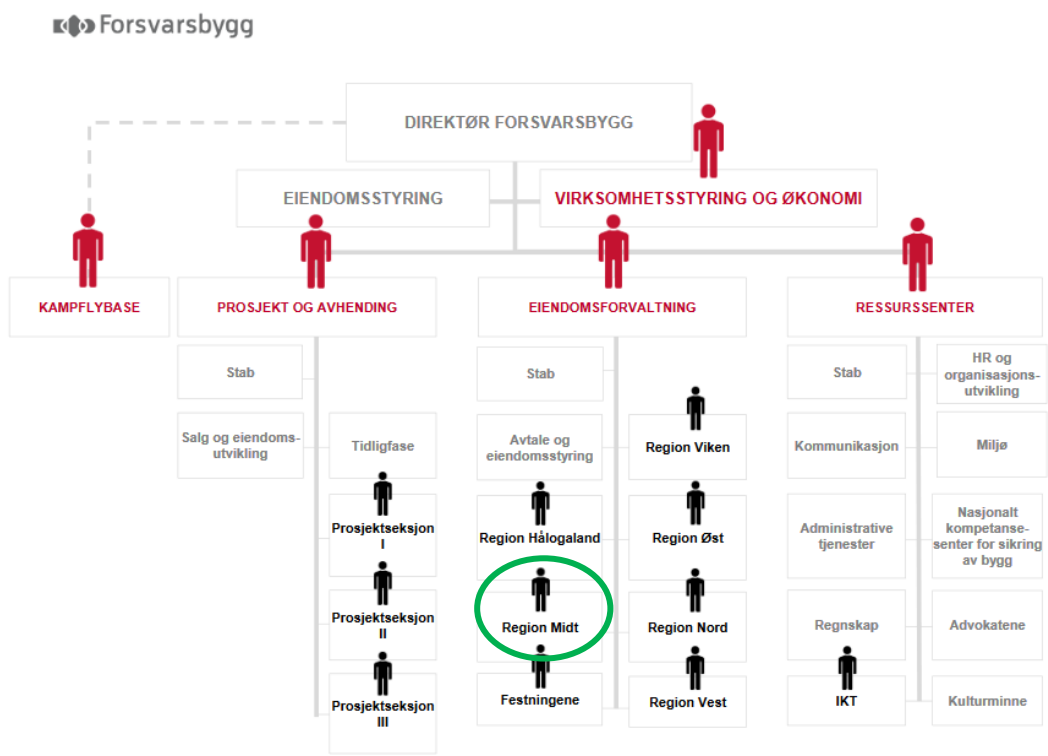 Forsvarsbygg
DIREKTØR FORSVARSBYGG
EIENDOMSSTYRING
VIRKSOMHETSSTYRING OG ØKONOMI
KAMPFLYBASE
PROSJEKT OG AVHENDING
EIENDOMSFORVALTNING
RESSURSSENTER
Stab
Salg og eiendoms-
utvikling
Tidligfase
Prosjektseksjon
I
Prosjektseksjon
II
Prosjektseksjon
III
Stab
Avtale og
eiendomsstyring
Region Viken
Region Hålogaland
Region Øst
Region Midt
Region Nord
Festningene
Region Vest
Stab
HR og
organisasjons-
utvikling
Kommunikasjon
Miljø
Administrative
tjenester
Nasjonalt
kompetanse-
senter for sikring
av bygg
Regnskap
Advokatene
IKT
Kulturminne